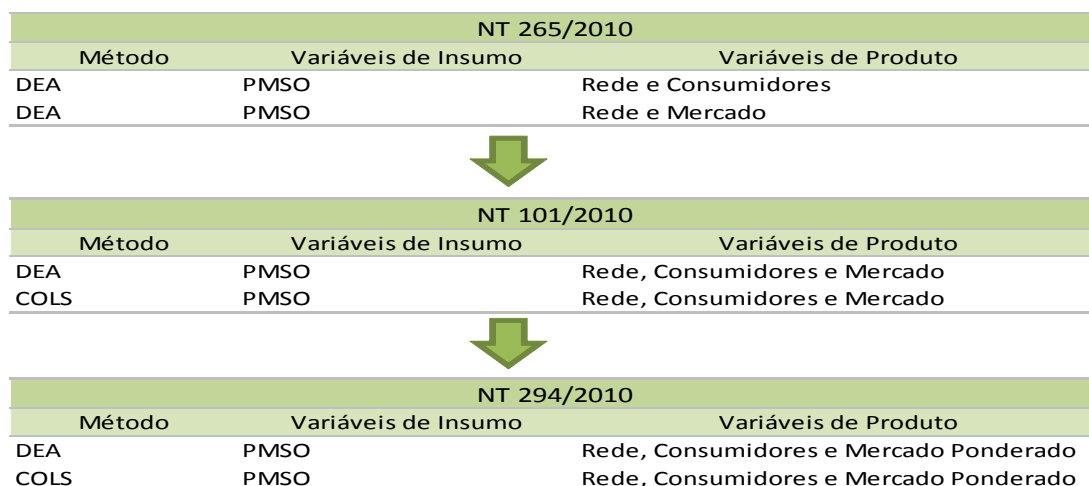 NT 265/2010
Método Variáveis de Insumo Variáveis de Produto
DEA PMSO Rede e Consumidores
DEA PMSO Rede e Mercado
NT 101/2010
Método Variáveis de Insumo Variáveis de Produto
DEA PMSO Rede, Consumidores e Mercado
COLS PMSO Rede, Consumidores e Mercado
NT 294/2010
Método Variáveis de Insumo Variáveis de Produto
DEA PMSO Rede, Consumidores e Mercado Ponderado
COLS PMSO Rede, Consumidores e Mercado Ponderado